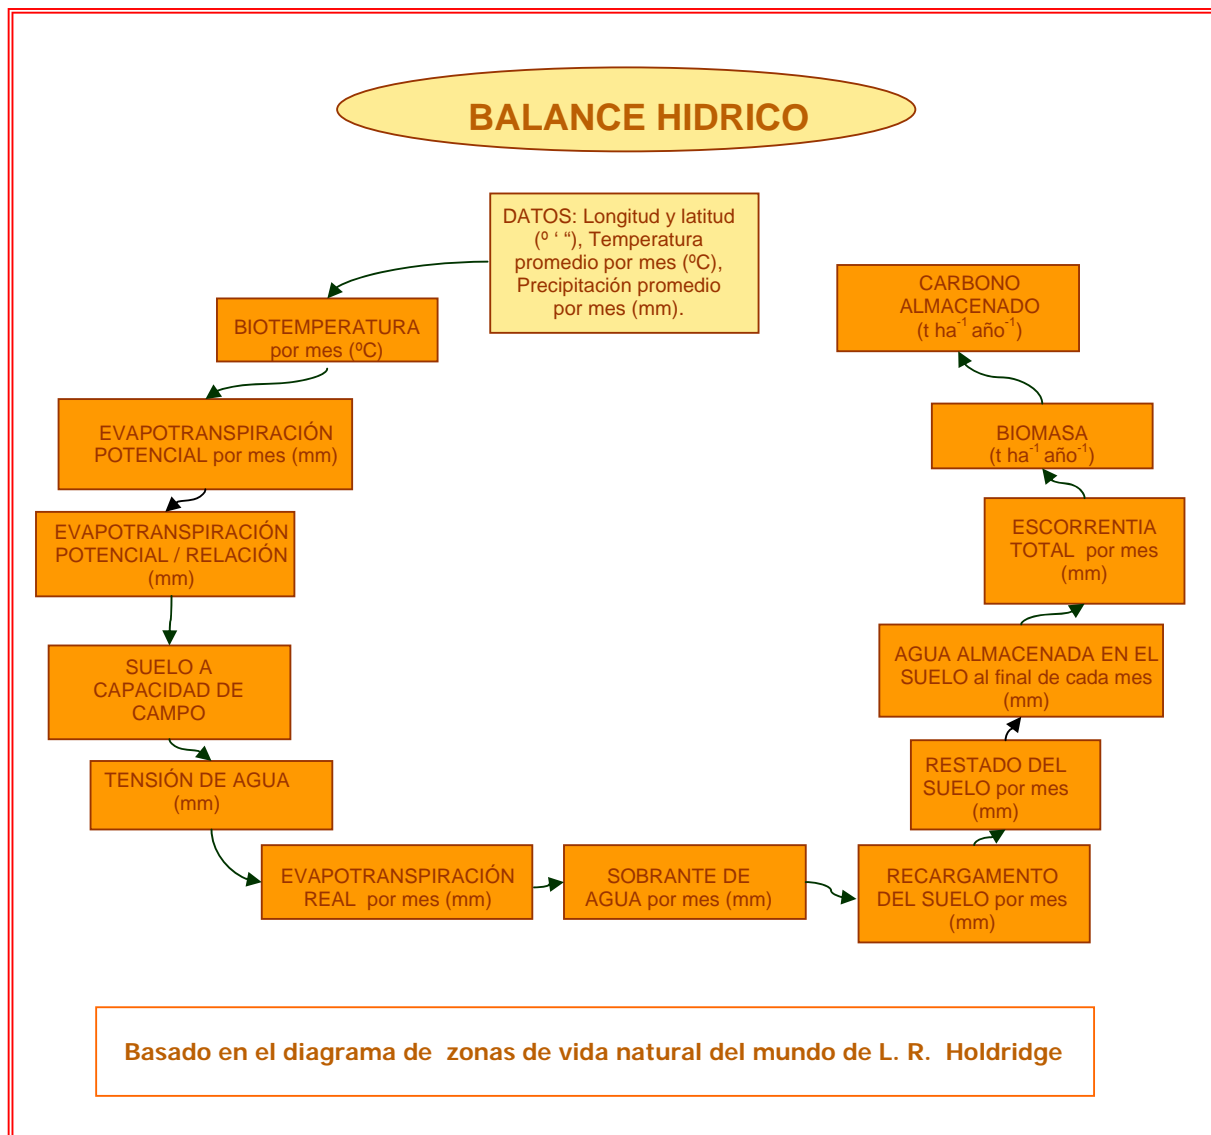 BALANCE HIDRICO
DATOS: Longitud y latitud
(º ‘ “), Temperatura
promedio por mes (ºC),
Precipitación promedio
por mes (mm).
BIOTEMPERATURA
por mes (ºC)
EVAPOTRANSPIRACIÓN
POTENCIAL por mes (mm)
EVAPOTRANSPIRACIÓN
POTENCIAL / RELACIÓN
(mm)
SUELO A
CAPACIDAD DE
CAMPO
TENSIÓN DE AGUA
(mm)
EVAPOTRANSPIRACIÓN
REAL por mes (mm)
SOBRANTE DE
AGUA por mes (mm)
RECARGAMENTO
DEL SUELO por mes
(mm)
RESTADO DEL
SUELO por mes
(mm)
AGUA ALMACENADA EN EL
SUELO al final de cada mes
(mm)
ESCORRENTIA
TOTAL por mes
(mm)
BIOMASA
(t ha⁻¹ año⁻¹)
CARBONO
ALMACENADO
(t ha⁻¹ año⁻¹)
Basado en el diagrama de zonas de vida natural del mundo de L. R. Holdridge